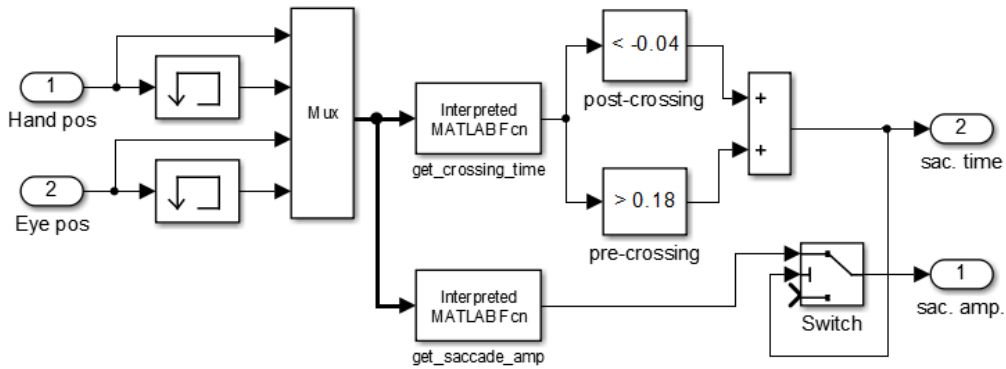 1
Hand pos
2
Eye pos
Mux
Interpreted
MATLAB Fcn
get_crossing_time
< -0.04
post-crossing
> 0.18
pre-crossing
+
+
2
sac. time
Interpreted
MATLAB Fcn
get_saccade_amp
Switch
1
sac. amp.